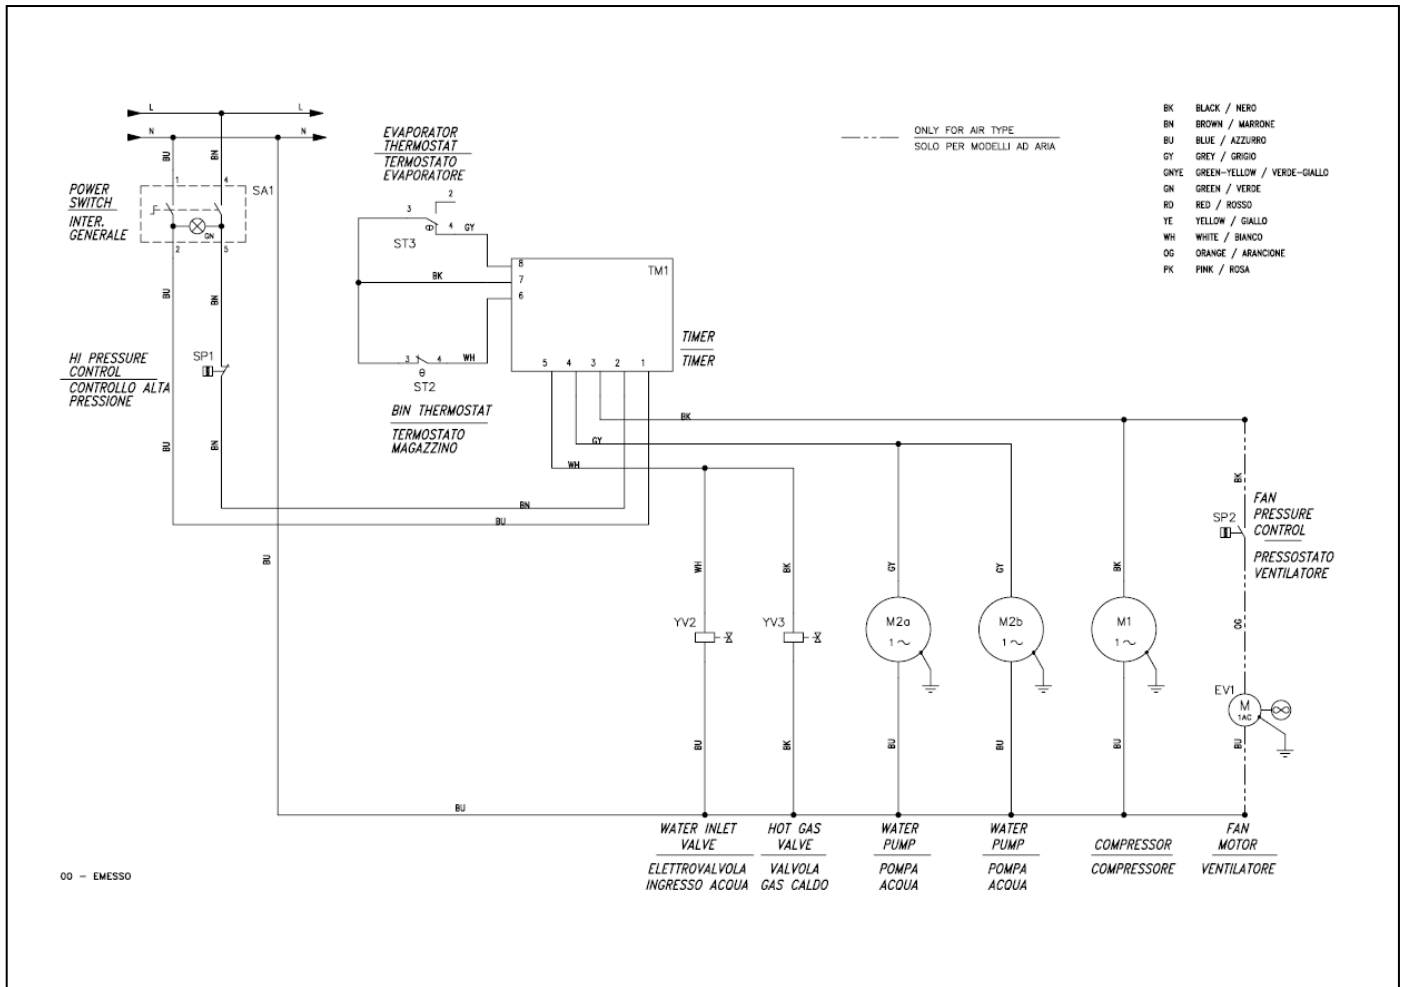 L L
N N
BU BN
1 4
SA1
POWER
SWITCH
INTER.
GENERALE
GN
2 5
BU BN
HI PRESSURE
CONTROL
CONTROLLO ALTA
PRESSIONE
SP1
BU BN
EVAPORATOR
THERMOSTAT
TERMOSTATO
EVAPORATORE
2
3 4 GY
ST3
BK
8
7
6
TM1
TIMER
TIMER
5 4 3 2 1
3 4 WH
θ
ST2
BIN THERMOSTAT
TERMOSTATO
MAGAZZINO
ONLY FOR AIR TYPE
SOLO PER MODELLI AD ARIA
BK BLACK / NERO
BN BROWN / MARRONE
BU BLUE / AZZURRO
GY GREY / GRIGIO
GNYE GREEN-YELLOW / VERDE-GIALLO
GN GREEN / VERDE
RD RED / ROSSO
YE YELLOW / GIALLO
WH WHITE / BIANCO
OG ORANGE / ARANCIONE
PK PINK / ROSA
BK
GY
WH
BN
BU
BU
BK
SP2
FAN
PRESSURE
CONTROL
PRESSOSTATO
VENTILATORE
WH BK GY GY BK
OG
YV2 YV3
M2a
1 ~
M2b
1 ~
M1
1 ~
EV1
M
1AC
BU BK BU BU BU BU
BU
WATER INLET
VALVE
ELETTROVALVOLA
INGRESSO ACQUA
HOT GAS
VALVE
VALVOLA
GAS CALDO
WATER
PUMP
POMPA
ACQUA
WATER
PUMP
POMPA
ACQUA
COMPRESSOR
COMPRESSORE
FAN
MOTOR
VENTILATORE
00 - EMESSO